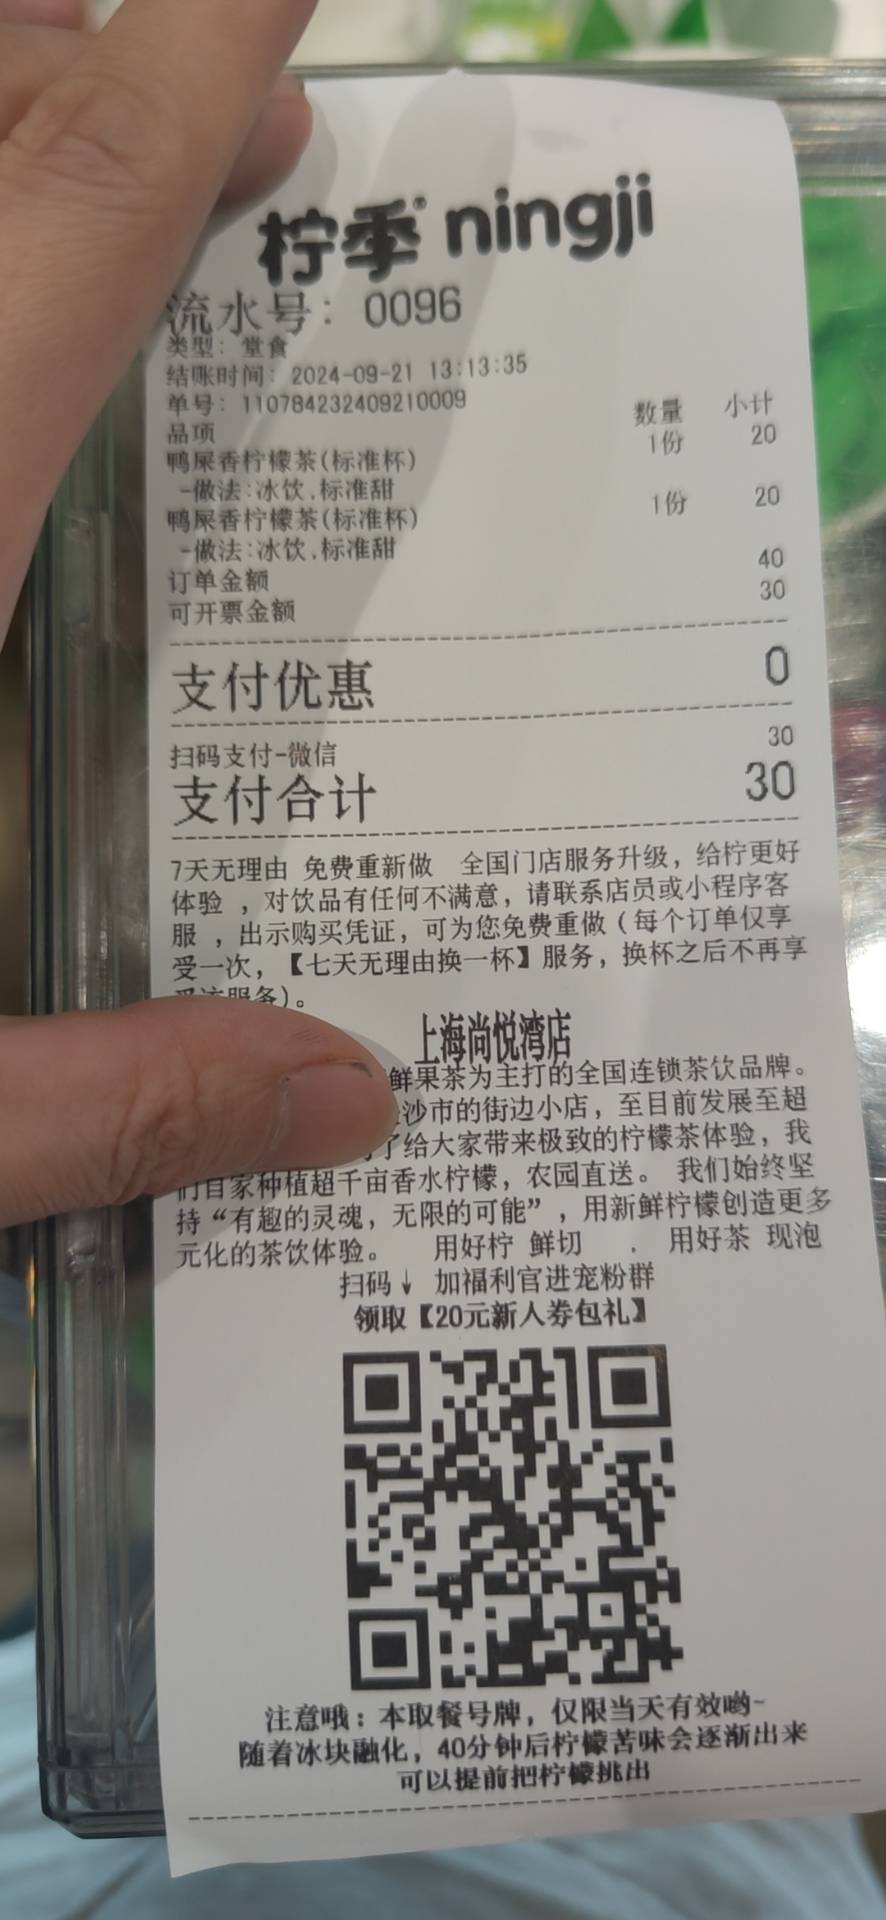 柠季® ningji
流水号: 0096
类型: 堂食
结账时间: 2024-09-21 13:13:35
单号: 110784232409210009
品项 数量 小计
鸭屎香柠檬茶(标准杯) 1份 20
-做法:冰饮,标准甜
鸭屎香柠檬茶(标准杯) 1份 20
-做法:冰饮,标准甜
订单金额 40
可开票金额 30
支付优惠 0
扫码支付-微信 30
支付合计 30
7天无理由 免费重新做 全国门店服务升级，给柠更好
体验 ，对饮品有任何不满意，请联系店员或小程序客
服 ，出示购买凭证，可为您免费重做（每个订单仅享
受一次，【七天无理由换一杯】服务，换杯之后不再享
服务）。
上海尚悦湾店
鲜果茶为主打的全国连锁茶饮品牌。
沙市的街边小店，至目前发展至超
了给大家带来极致的柠檬茶体验，我
们自家种植超千亩香水柠檬，农园直送。 我们始终坚
持“有趣的灵魂，无限的可能”，用新鲜柠檬创造更多
元化的茶饮体验。 用好柠 鲜切 . 用好茶 现泡
扫码↓ 加福利官进宠粉群
领取【20元新人券包礼】
注意哦：本取餐号牌，仅限当天有效哟~
随着冰块融化，40分钟后柠檬苦味会逐渐出来
可以提前把柠檬挑出